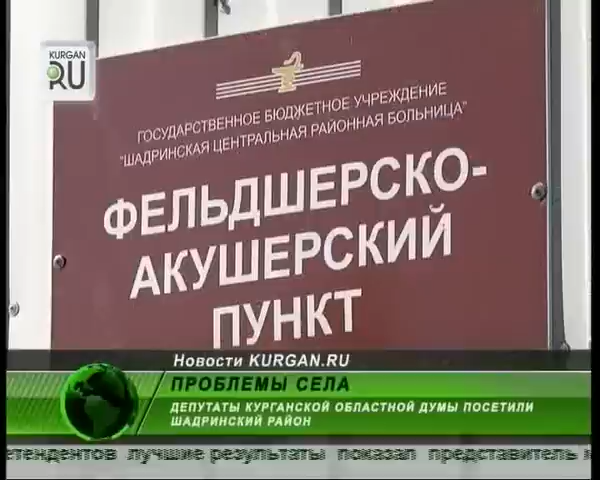 KURGAN
RU
ГОСУДАРСТВЕННОЕ БЮДЖЕТНОЕ УЧРЕЖДЕНИЕ
"ШАДРИНСКАЯ ЦЕНТРАЛЬНАЯ РАЙОННАЯ БОЛЬНИЦА"
ФЕЛЬДШЕРСКО-
АКУШЕРСКИЙ
ПУНКТ
Новости KURGAN.RU
ПРОБЛЕМЫ СЕЛА
ДЕПУТАТЫ КУРГАНСКОЙ ОБЛАСТНОЙ ДУМЫ ПОСЕТИЛИ
ШАДРИНСКИЙ РАЙОН
етендентов лучшие результаты показал представитель